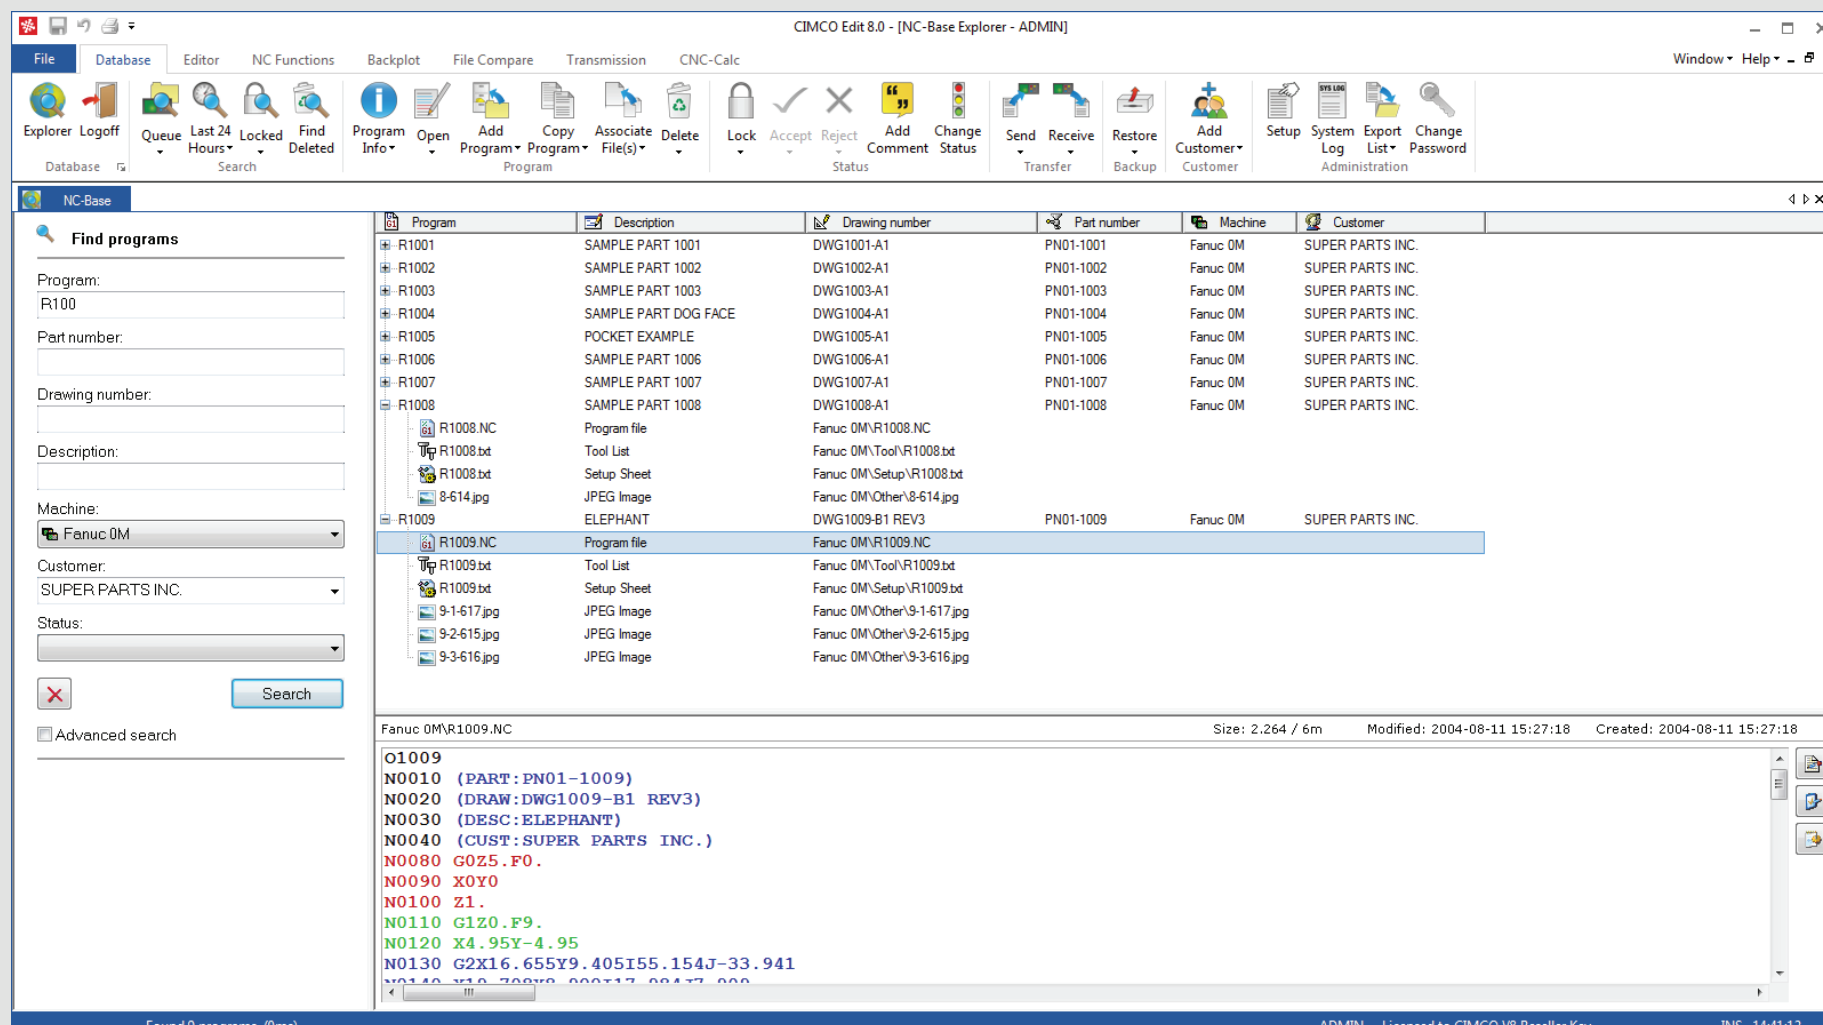 CIMCO Edit 8.0 - [NC-Base Explorer - ADMIN]
File Database Editor NC Functions Backplot File Compare Transmission CNC-Calc Window Help
Explorer Logoff Queue Last 24 Hours Locked Find Deleted Program Info Open Add Program Copy Program Associate File(s) Delete Lock Accept Reject Add Comment Change Status Send Receive Restore Add Customer Setup System Log Export List Change Password
SYS LOG
Database Search Program Status Transfer Backup Customer Administration
NC-Base
Find programs
Program:
R100
Part number:
Drawing number:
Description:
Machine:
Fanuc 0M
Customer:
SUPER PARTS INC.
Status:
Search
Advanced search
Program Description Drawing number Part number Machine Customer
R1001 SAMPLE PART 1001 DWG1001-A1 PN01-1001 Fanuc 0M SUPER PARTS INC.
R1002 SAMPLE PART 1002 DWG1002-A1 PN01-1002 Fanuc 0M SUPER PARTS INC.
R1003 SAMPLE PART 1003 DWG1003-A1 PN01-1003 Fanuc 0M SUPER PARTS INC.
R1004 SAMPLE PART DOG FACE DWG1004-A1 PN01-1004 Fanuc 0M SUPER PARTS INC.
R1005 POCKET EXAMPLE DWG1005-A1 PN01-1005 Fanuc 0M SUPER PARTS INC.
R1006 SAMPLE PART 1006 DWG1006-A1 PN01-1006 Fanuc 0M SUPER PARTS INC.
R1007 SAMPLE PART 1007 DWG1007-A1 PN01-1007 Fanuc 0M SUPER PARTS INC.
R1008 SAMPLE PART 1008 DWG1008-A1 PN01-1008 Fanuc 0M SUPER PARTS INC.
R1008.NC Program file Fanuc 0M\R1008.NC
R1008.txt Tool List Fanuc 0M\Tool\R1008.txt
R1008.txt Setup Sheet Fanuc 0M\Setup\R1008.txt
8-614.jpg JPEG Image Fanuc 0M\Other\8-614.jpg
R1009 ELEPHANT DWG1009-B1 REV3 PN01-1009 Fanuc 0M SUPER PARTS INC.
R1009.NC Program file Fanuc 0M\R1009.NC
R1009.txt Tool List Fanuc 0M\Tool\R1009.txt
R1009.txt Setup Sheet Fanuc 0M\Setup\R1009.txt
9-1-617.jpg JPEG Image Fanuc 0M\Other\9-1-617.jpg
9-2-615.jpg JPEG Image Fanuc 0M\Other\9-2-615.jpg
9-3-616.jpg JPEG Image Fanuc 0M\Other\9-3-616.jpg
Fanuc 0M\R1009.NC Size: 2.264 / 6m Modified: 2004-08-11 15:27:18 Created: 2004-08-11 15:27:18
O1009
N0010 (PART:PN01-1009)
N0020 (DRAW:DWG1009-B1 REV3)
N0030 (DESC:ELEPHANT)
N0040 (CUST:SUPER PARTS INC.)
N0080 G0Z5.F0.
N0090 X0Y0
N0100 Z1.
N0110 G1Z0.F9.
N0120 X4.95Y-4.95
N0130 G2X16.655Y9.405I55.154J-33.941